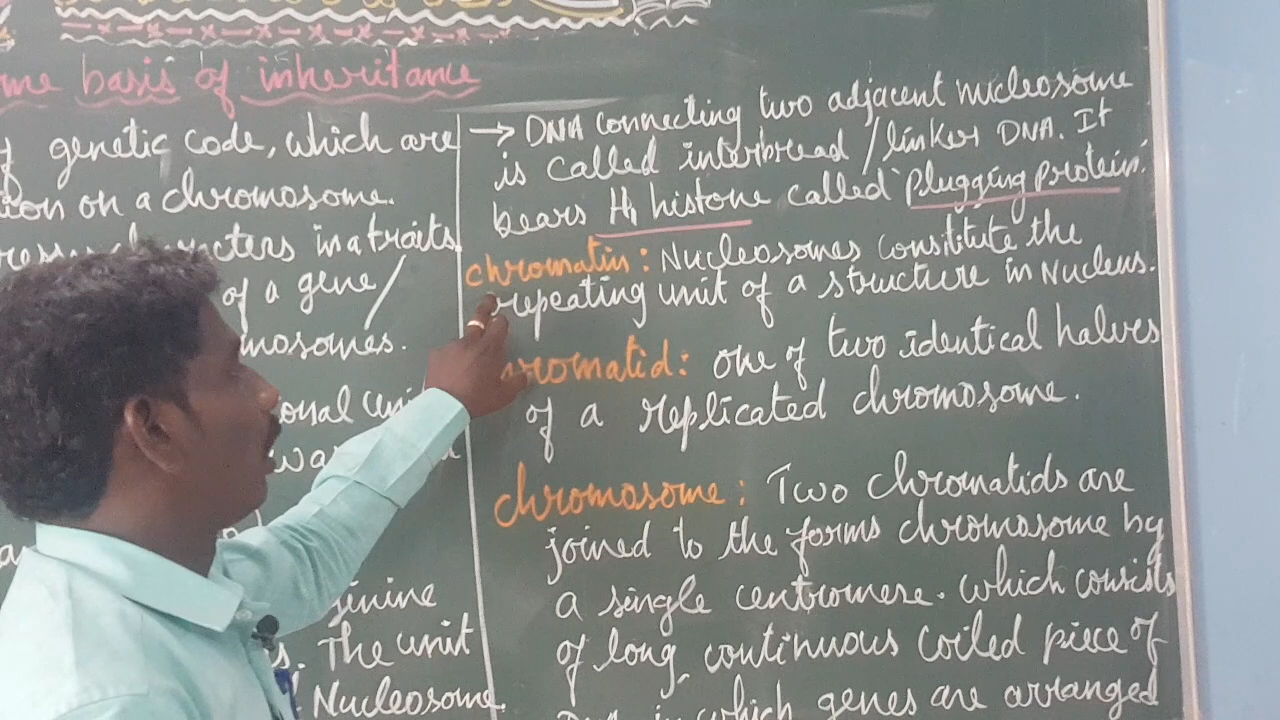 basis of inheritance
genetic code, which are
on a chromosome.
characters in a traits
of a gene/
→ DNA connecting two adjacent nucleosome
is called interbread/linker DNA. It
bears H1 histone called "plugging protein."
chromatin: Nucleosomes constitute the
repeating unit of a structure in Nucleus.
one of two identical halves
of a replicated chromosome.
chromosome: Two chromatids are
joined to the forms chromosome by
a single centromere. which consists
of long, continuous coiled piece of
DNA in which genes are arranged
The unit
Nucleosome.